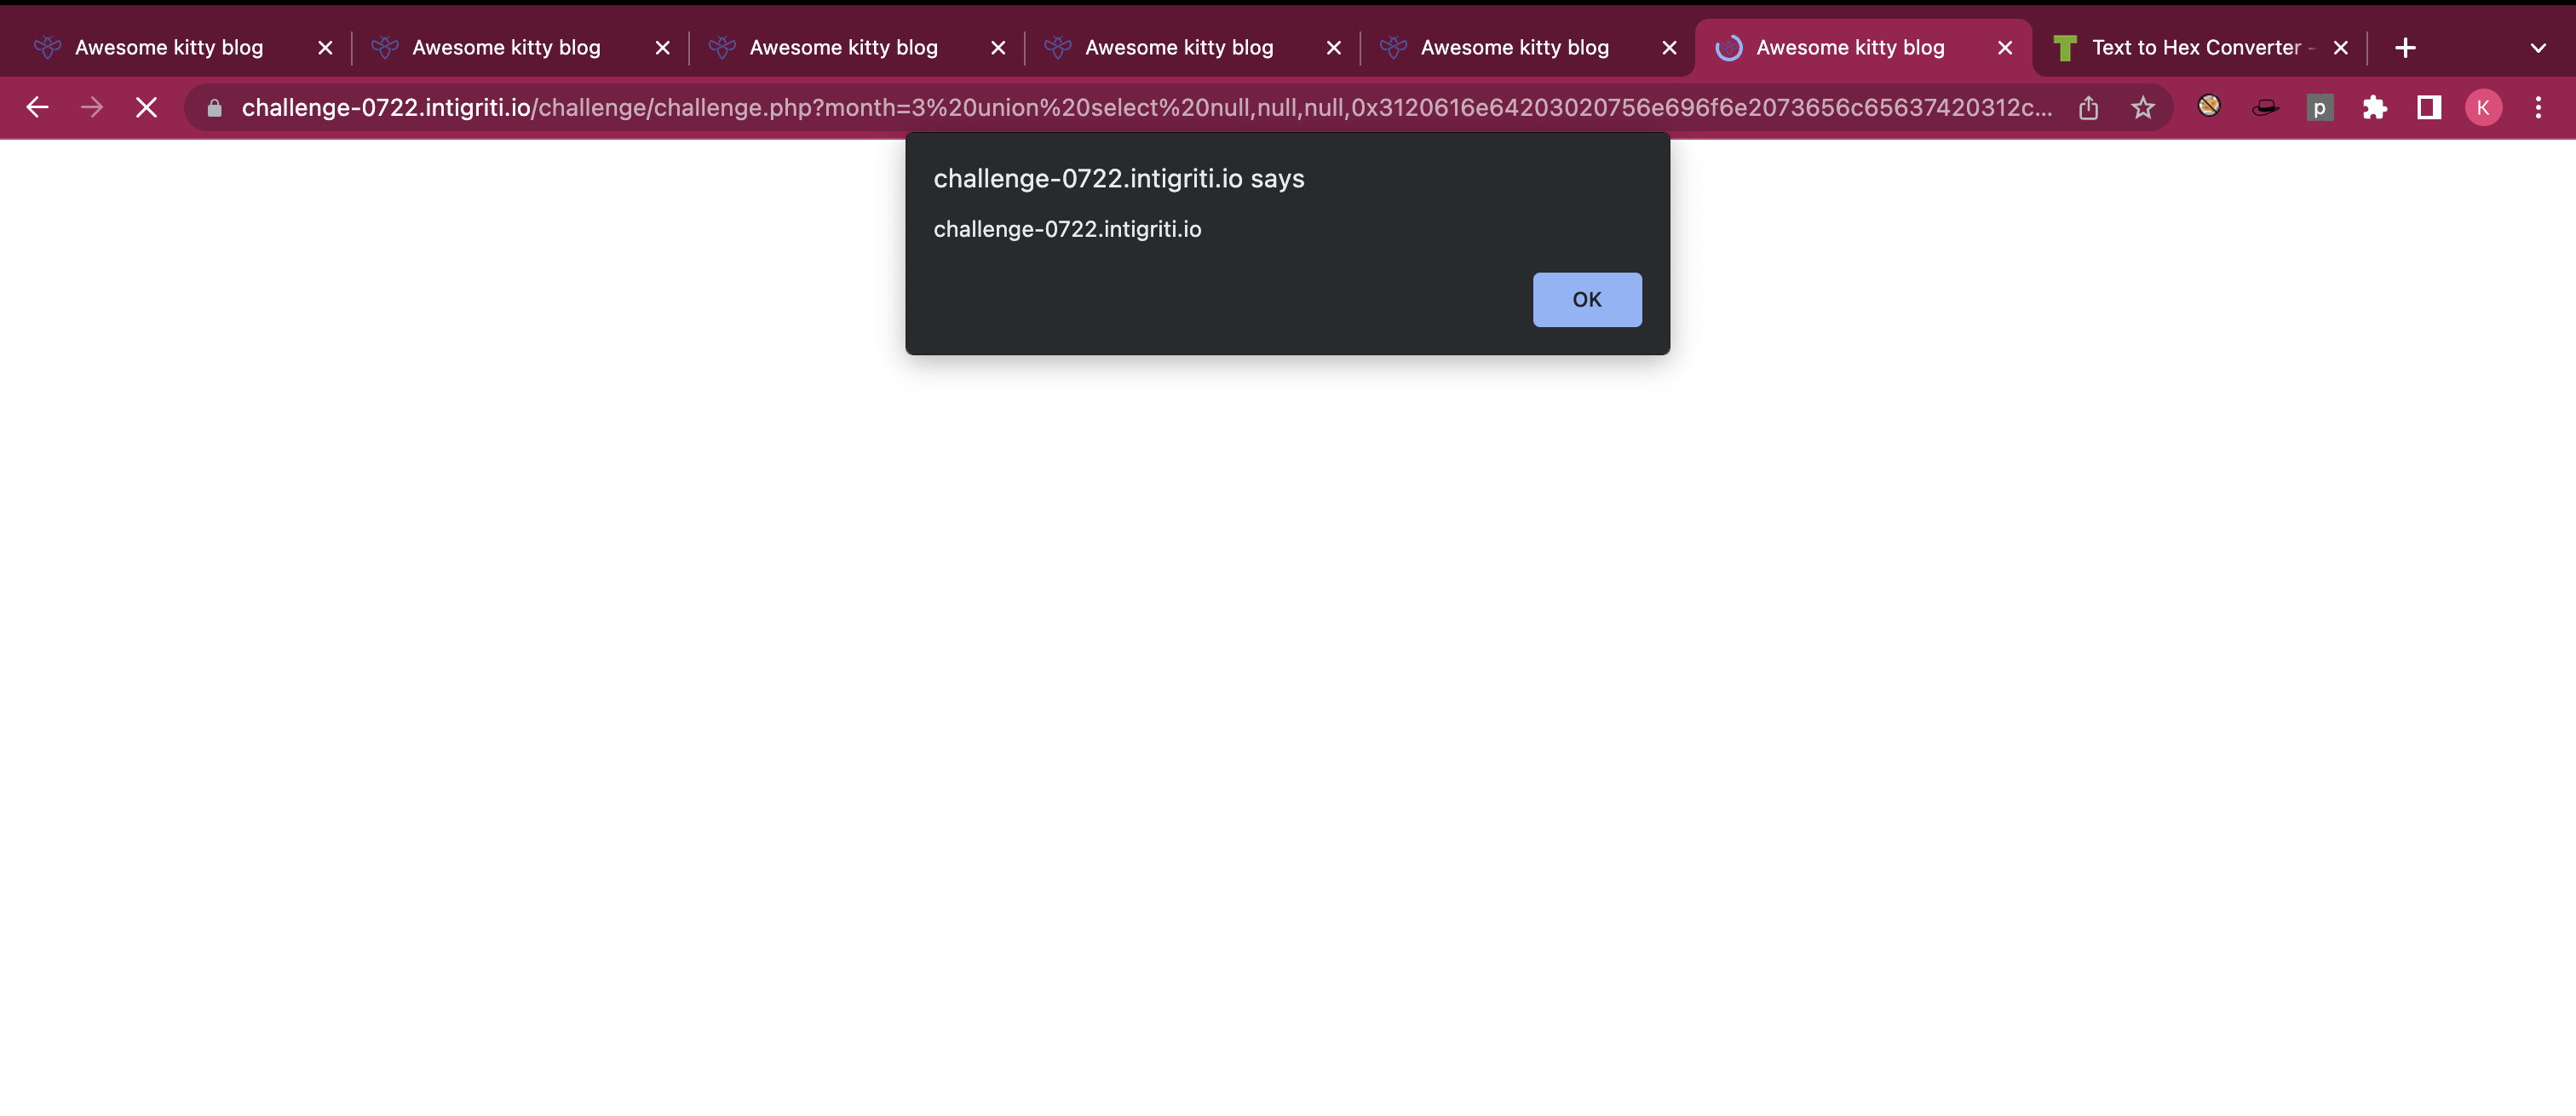 Awesome kitty blog
Awesome kitty blog
Awesome kitty blog
Awesome kitty blog
Awesome kitty blog
Awesome kitty blog
Text to Hex Converter -
challenge-0722.intigriti.io/challenge/challenge.php?month=3%20union%20select%20null,null,null,0x3120616e64203020756e696f6e2073656c65637420312c...
p
K
challenge-0722.intigriti.io says
challenge-0722.intigriti.io
OK